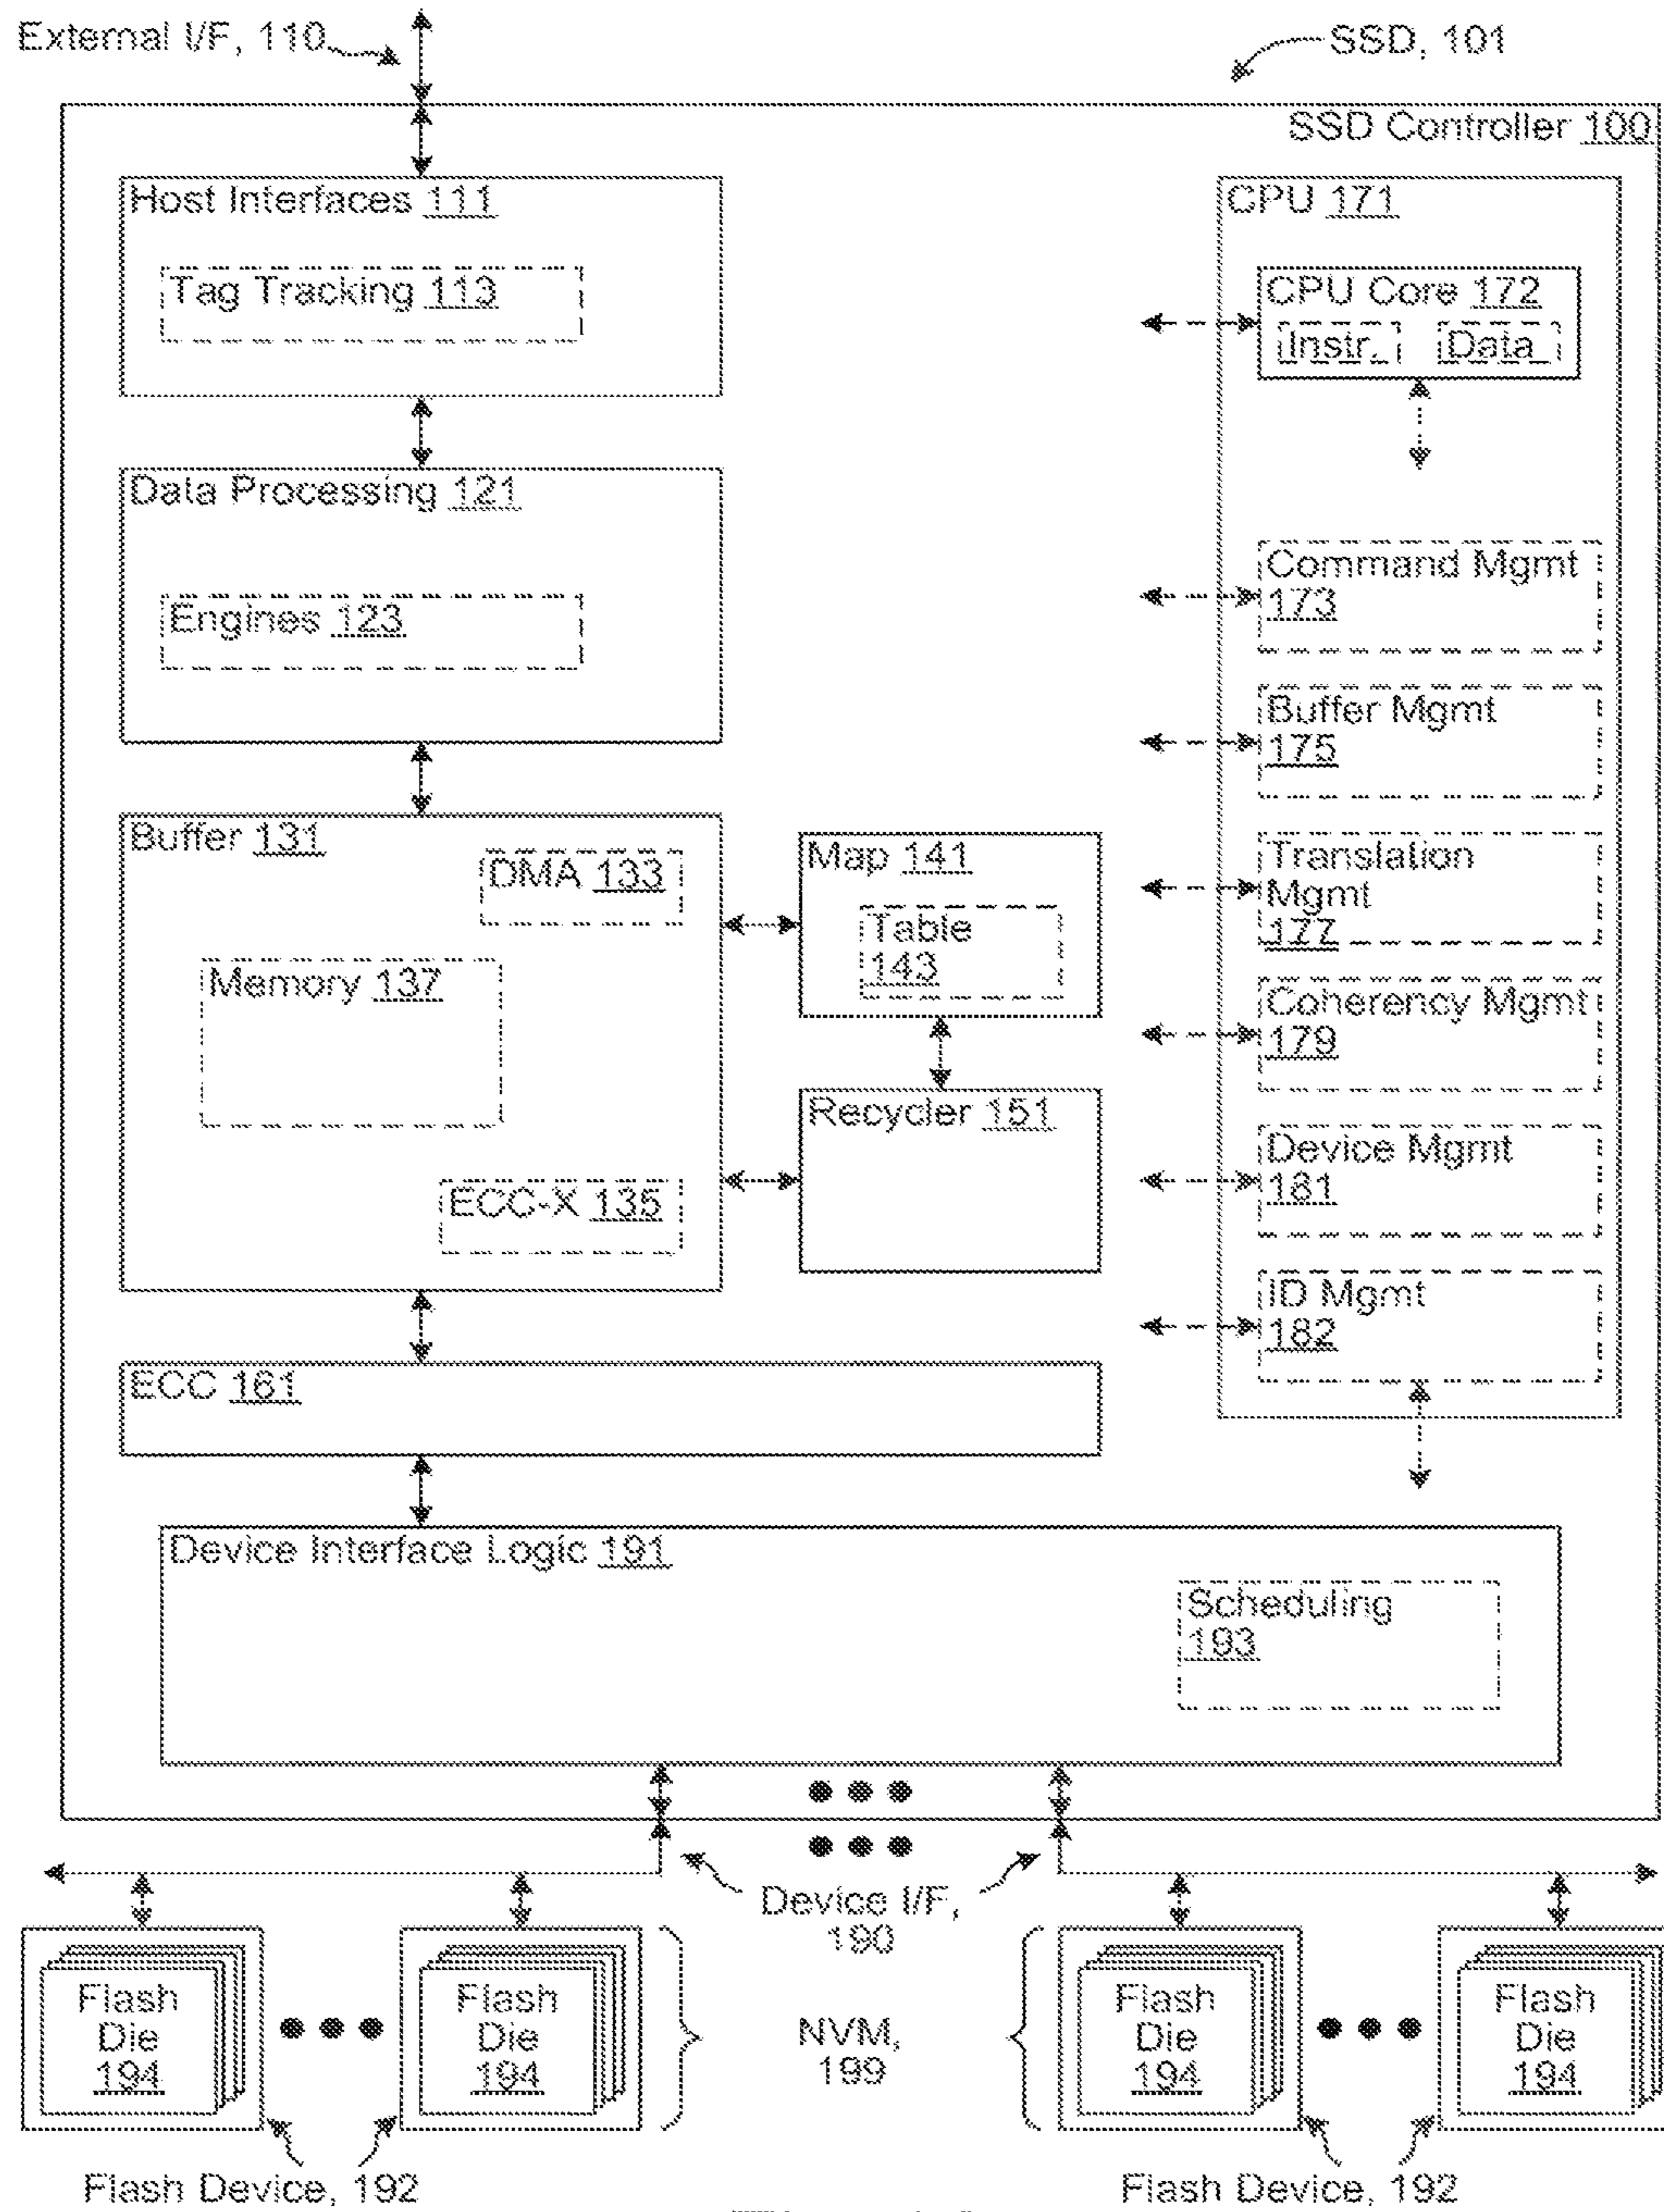 External I/F, 110
SSD, 101
SSD Controller 100
Host Interfaces 111
Tag Tracking 113
Data Processing 121
Engines 123
Buffer 131
DMA 133
Memory 137
ECC-X 135
Map 141
Table
143
Recycler 151
ECC 161
CPU 171
CPU Core 172
Instr. Data
Command Mgmt
173
Buffer Mgmt
175
Translation
Mgmt
177
Coherency Mgmt
179
Device Mgmt
181
ID Mgmt
182
Device Interface Logic 191
Scheduling
193
Device I/F,
190
Flash
Die
194
Flash
Die
194
NVM,
199
Flash
Die
194
Flash
Die
194
Flash Device, 192
Flash Device, 192